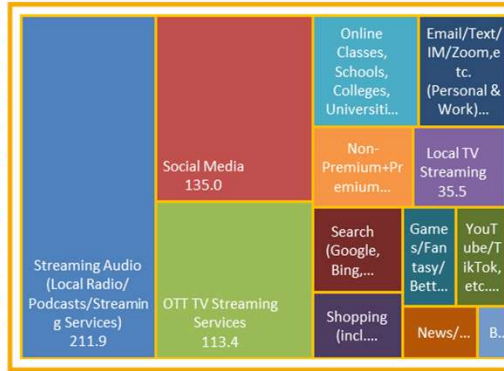 Streaming Audio
(Local Radio/
Podcasts/Streamin
g Services)
211.9
Social Media
135.0
OTT TV Streaming
Services
113.4
Online
Classes,
Schools,
Colleges,
Universiti...
Email/Text/
IM/Zoom,e
tc.
(Personal &
Work)...
Non-
Premium+Pr
emium...
Local TV
Streaming
35.5
Search
(Google,
Bing,...
Game
s/Fan
tasy/
Bett...
YouT
ube/T
ikTok,
etc....
Shopping
(incl....
News/...
B...